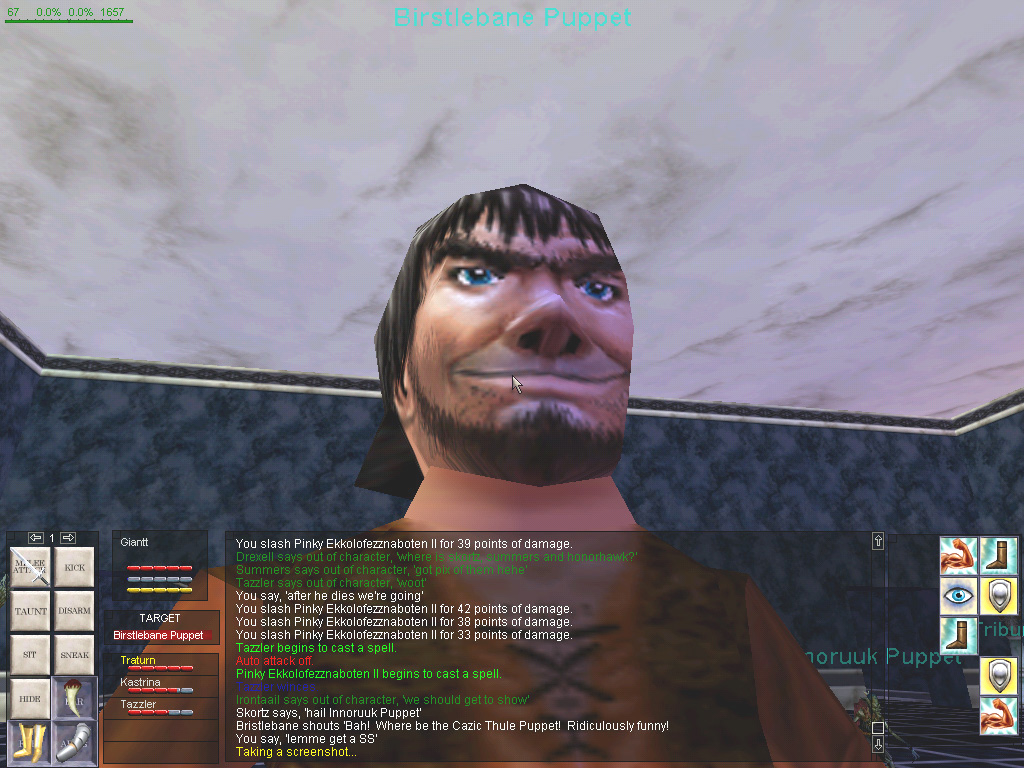 67 0.0% 0.0% 1657
Birstlebane Puppet
You slash Pinky Ekkolofezznaboten II for 39 points of damage.
Drexell says out of character, 'where is skortz, summers and honorhawk?'
Summers says out of character, 'got pix of them hehe'
Tazzler says out of character, 'woot'
You say, 'after he dies we're going'
You slash Pinky Ekkolofezznaboten II for 42 points of damage.
You slash Pinky Ekkolofezznaboten II for 38 points of damage.
You slash Pinky Ekkolofezznaboten II for 33 points of damage.
Tazzler begins to cast a spell.
Auto attack off.
Pinky Ekkolofezznaboten II begins to cast a spell.
Irontaail says out of character, 'we should get to show'
Skortz says, 'hail Innoruuk Puppet'
Bristlebane shouts 'Bah! Where be the Cazic Thule Puppet! Ridiculously funny!
You say, 'lemme get a SS'
Taking a screenshot...
1
MELEE ATTACK
KICK
TAUNT
DISARM
SIT
SNEAK
HIDE
Giantt
TARGET
Birstlebane Puppet
Traturn
Kastrina
Tazzler
Tribu
noruuk Puppet